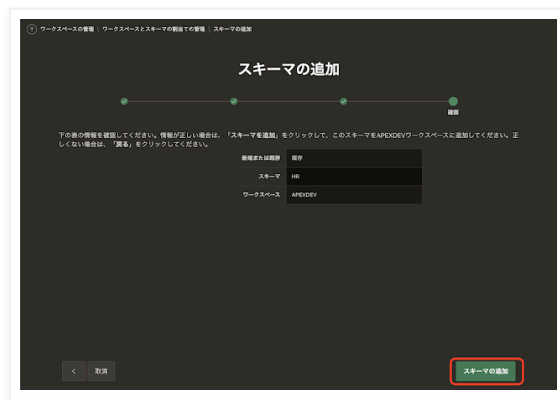 ワークスペースの管理 \ ワークスペースとスキーマの割当ての管理 \ スキーマの追加
スキーマの追加
確認
下の表の情報を確認してください。情報が正しい場合は、「スキーマを追加」をクリックして、このスキーマをAPEXDEVワークスペースに追加してください。正
しくない場合は、「戻る」をクリックしてください。
新規または既存 既存
スキーマ HR
ワークスペース APEXDEV
取消
スキーマの追加